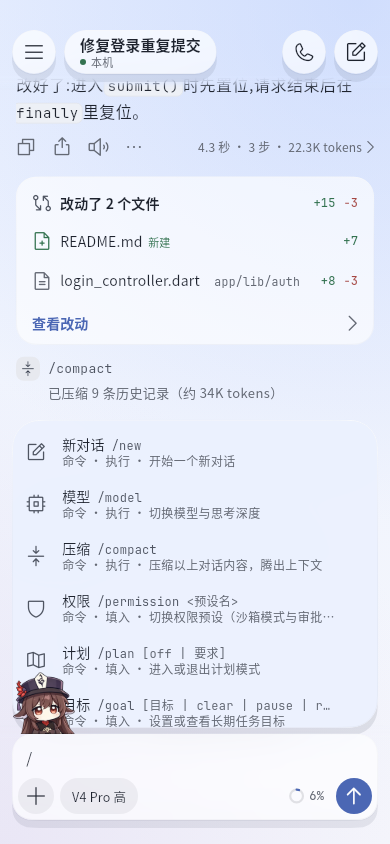 修复登录重复提交
本机
改好了:进入 submit() 时先置位,请求结束后在
finally 里复位。
4.3 秒 · 3 步 · 22.3K tokens
改动了 2 个文件 +15 -3
README.md 新建 +7
login_controller.dart app/lib/auth +8 -3
查看改动
/compact
已压缩 9 条历史记录（约 34K tokens）
新对话 /new
命令 · 执行 · 开始一个新对话
模型 /model
命令 · 执行 · 切换模型与思考深度
压缩 /compact
命令 · 执行 · 压缩以上对话内容，腾出上下文
权限 /permission <预设名>
命令 · 填入 · 切换权限预设（沙箱模式与审批…
计划 /plan [off | 要求]
命令 · 填入 · 进入或退出计划模式
目标 /goal [目标 | clear | pause | r…
命令 · 填入 · 设置或查看长期任务目标
/
V4 Pro 高 6%